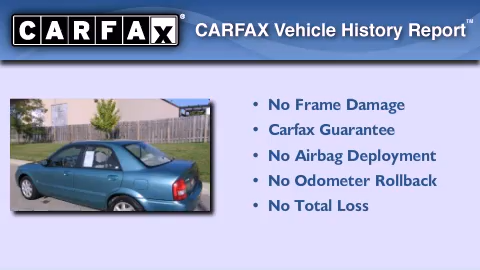 CARFAX® CARFAX Vehicle History Report™
• No Frame Damage
• Carfax Guarantee
• No Airbag Deployment
• No Odometer Rollback
• No Total Loss